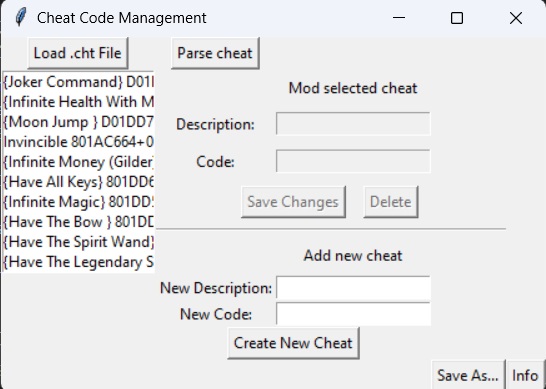 Cheat Code Management
Load .cht File
Parse cheat
{Joker Command} D01
{Infinite Health With M
{Moon Jump } D01DD7
Invincible 801AC664+0
{Infinite Money (Gilder)
{Have All Keys} 801DD6
{Infinite Magic} 801DD5
{Have The Bow } 801DD
{Have The Spirit Wand}
{Have The Legendary S
Mod selected cheat
Description:
Code:
Save Changes
Delete
Add new cheat
New Description:
New Code:
Create New Cheat
Save As...
Info